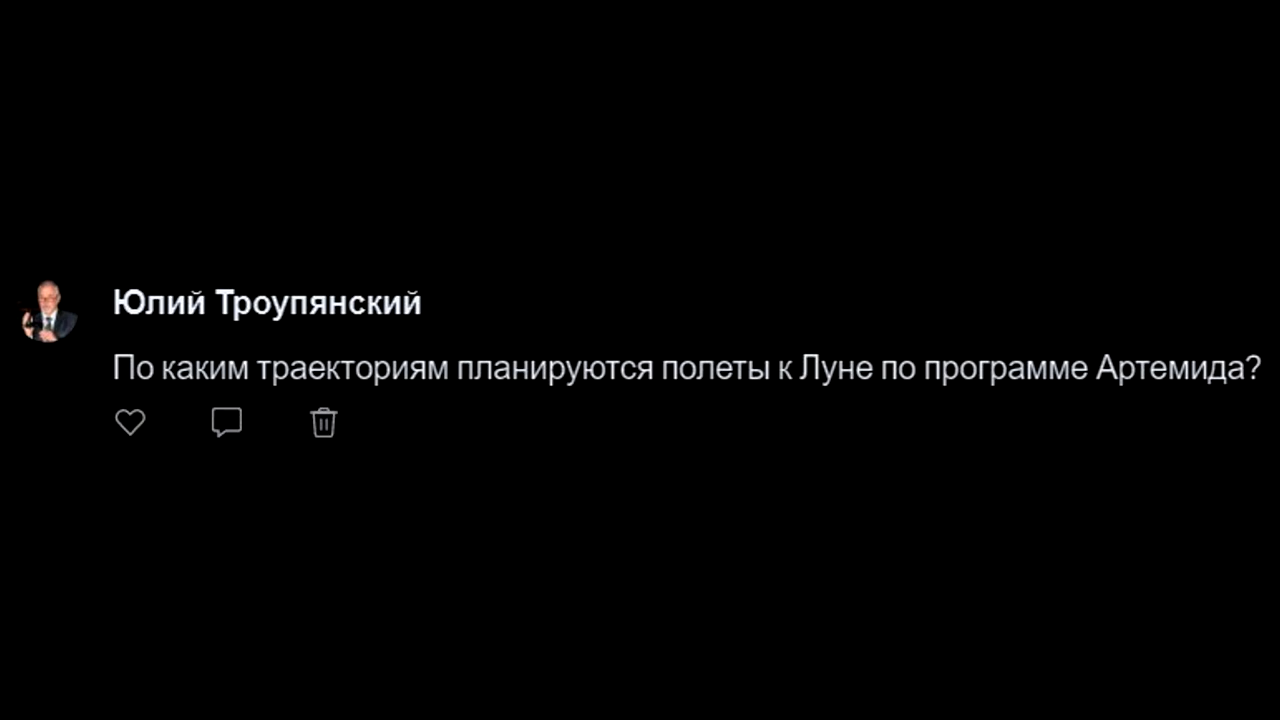 Юлий Троупянский
По каким траекториям планируются полеты к Луне по программе Артемида?